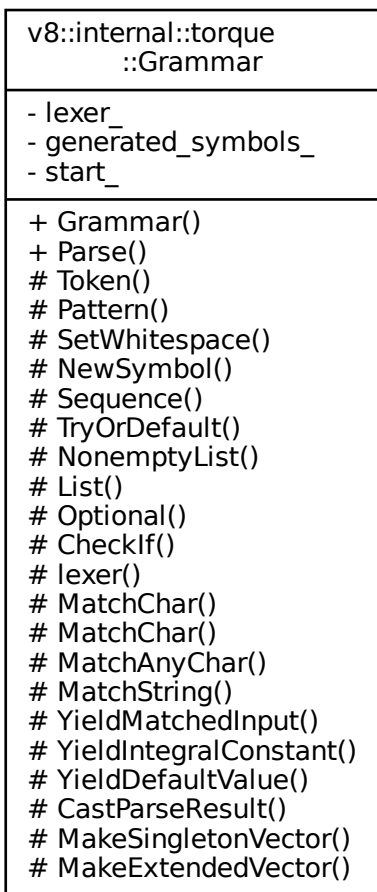 v8::internal::torque
::Grammar
- lexer_
- generated_symbols_
- start_
+ Grammar()
+ Parse()
# Token()
# Pattern()
# SetWhitespace()
# NewSymbol()
# Sequence()
# TryOrDefault()
# NonemptyList()
# List()
# Optional()
# CheckIf()
# lexer()
# MatchChar()
# MatchChar()
# MatchAnyChar()
# MatchString()
# YieldMatchedInput()
# YieldIntegralConstant()
# YieldDefaultValue()
# CastParseResult()
# MakeSingletonVector()
# MakeExtendedVector()